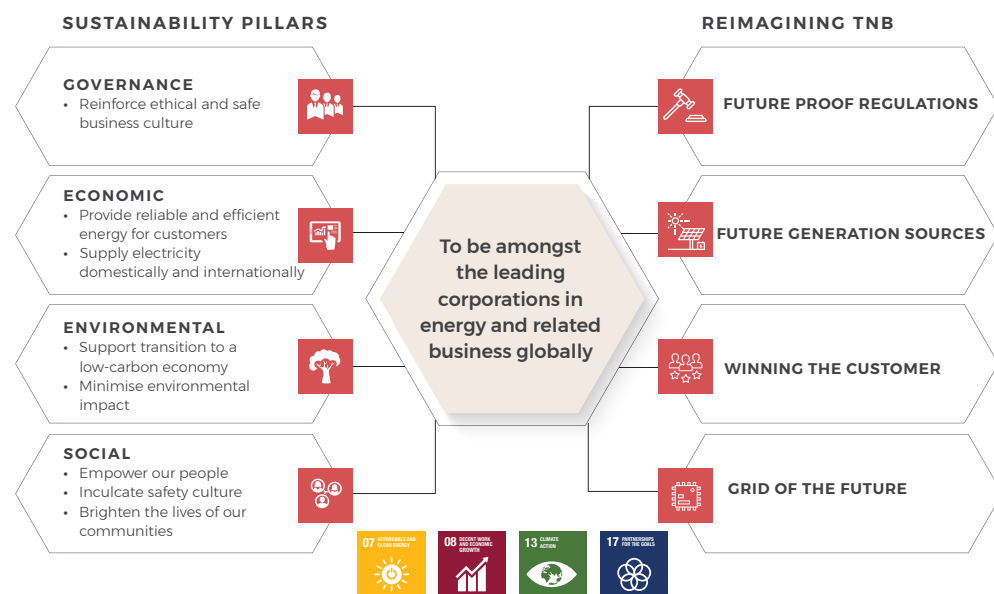 SUSTAINABILITY PILLARS
GOVERNANCE
• Reinforce ethical and safe
business culture
ECONOMIC
• Provide reliable and efficient
energy for customers
• Supply electricity
domestically and internationally
ENVIRONMENTAL
• Support transition to a
low-carbon economy
• Minimise environmental
impact
SOCIAL
• Empower our people
• Inculcate safety culture
• Brighten the lives of our
communities
To be amongst
the leading
corporations in
energy and related
business globally
REIMAGINING TNB
FUTURE PROOF REGULATIONS
FUTURE GENERATION SOURCES
WINNING THE CUSTOMER
GRID OF THE FUTURE
07 AFFORDABLE AND
CLEAN ENERGY
08 DECENT WORK
AND ECONOMIC
GROWTH
13 CLIMATE
ACTION
17 PARTNERSHIPS
FOR THE GOALS